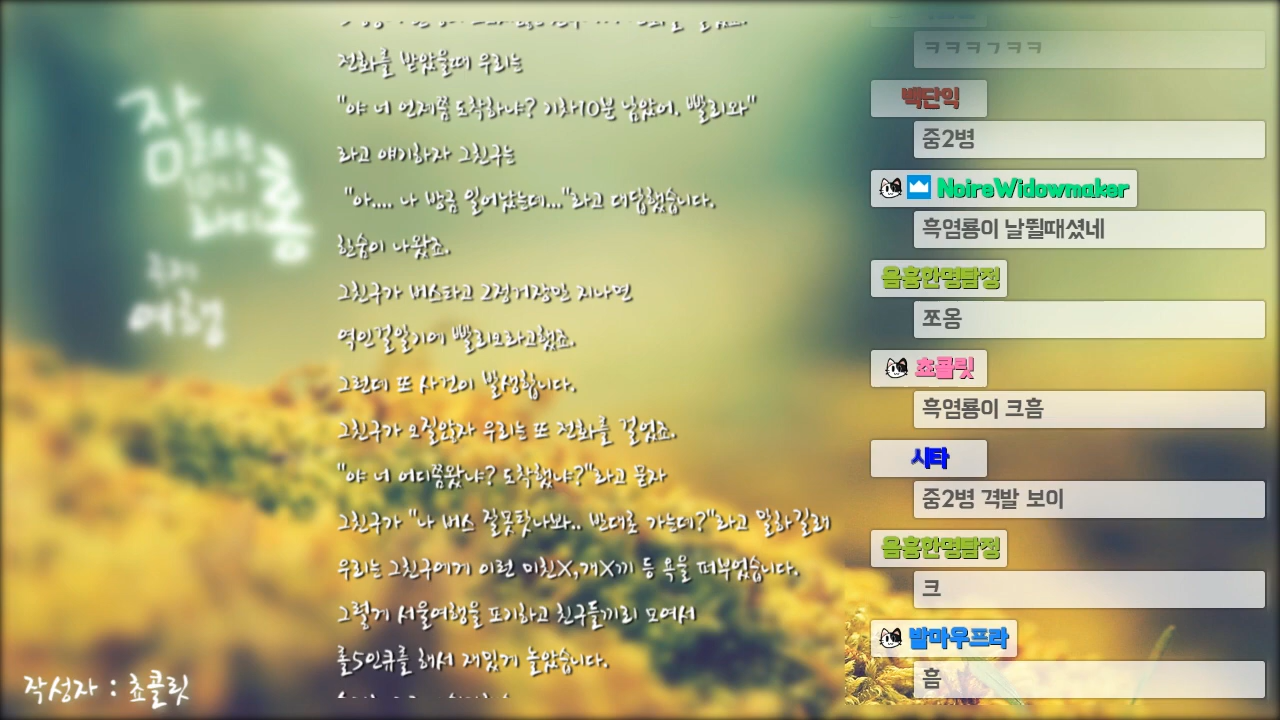 잠
여행
전화를 받았을때 우리는
"야 너 언제쯤 도착하냐? 기차10분 남았어. 빨리와"
라고 얘기하자 그친구는
"아.... 나 방금 일어났는데..."라고 대답했습니다.
한숨이 나왔죠.
그친구가 버스타고 2정거장만 지나면
역인걸알기에 빨리오라고했죠.
그런데 또 사건이 발생합니다.
그친구가 오질않자 우리는 또 전화를 걸었죠.
"야 너 어디쯤왔냐? 도착했냐?"라고 묻자
그친구가 "나 버스 잘못탓나봐.. 반대로 가는데?"라고 말하길래
우리는 그친구에게 이런 미친X,개X끼 등 욕을 퍼부었습니다.
그렇게 서울여행을 포기하고 친구들끼리 모여서
롤5인큐를 해서 재밌게 놀았습니다.
작성자 : 쵸콜릿
ㅋㅋㅋㄱㅋㅋ
백단익
중2병
NoireWidowmaker
흑염룡이 날뛸때셨네
음흉한명탐정
쪼옹
쵸콜릿
흑염룡이 크흠
시타
중2병 격발 보이
음흉한명탐정
크
발마우프라
흠